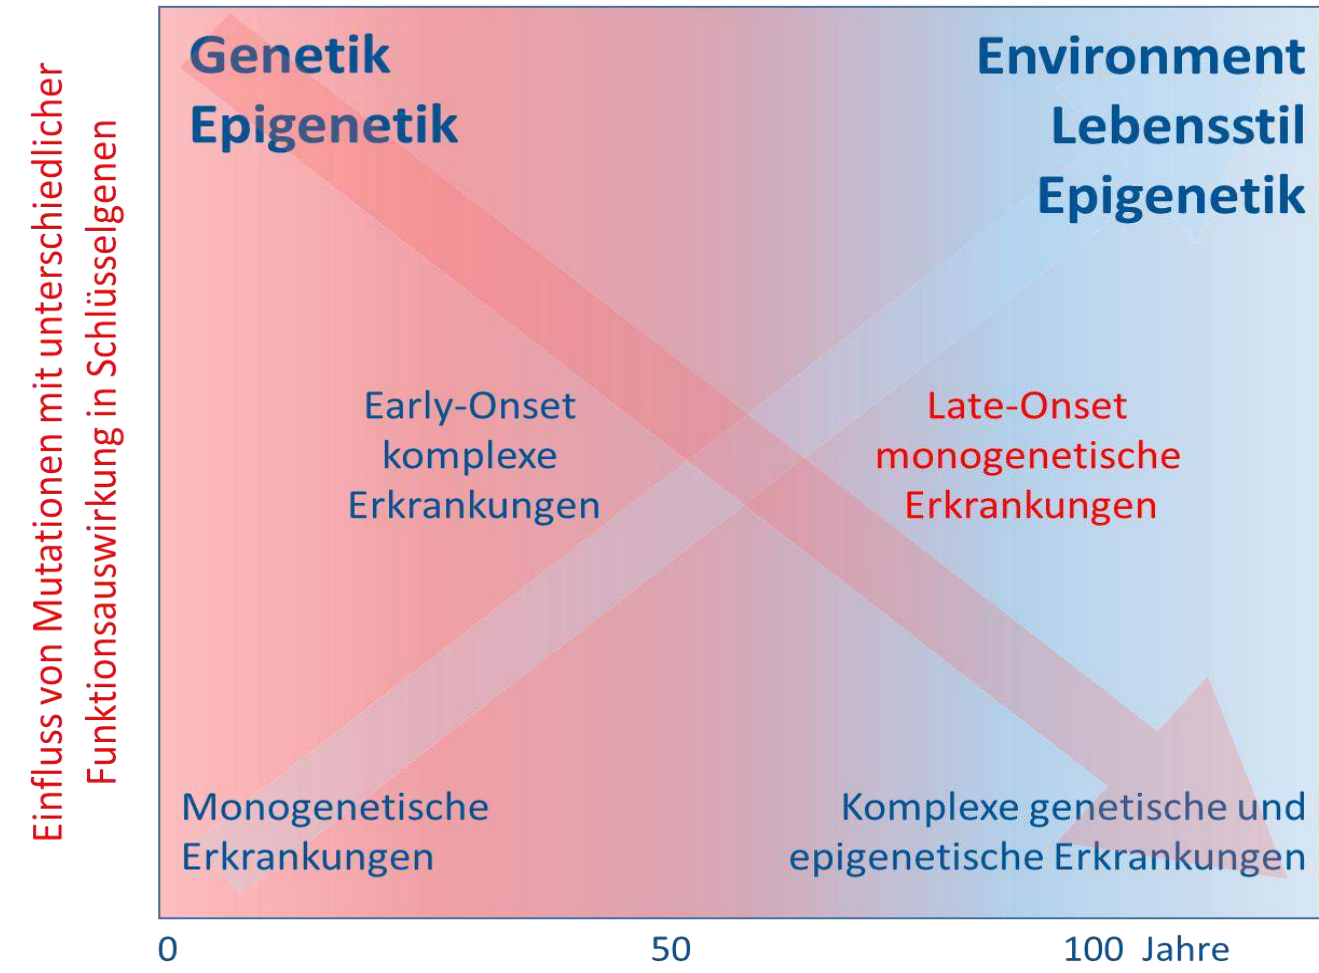 Einfluss von Mutationen mit unterschiedlicher
Funktionsauswirkung in Schlüsselgenen
Genetik
Epigenetik
Environment
Lebensstil
Epigenetik
Early-Onset
komplexe
Erkrankungen
Late-Onset
monogenetische
Erkrankungen
Monogenetische
Erkrankungen
Komplexe genetische und
epigenetische Erkrankungen
0 50 100 Jahre